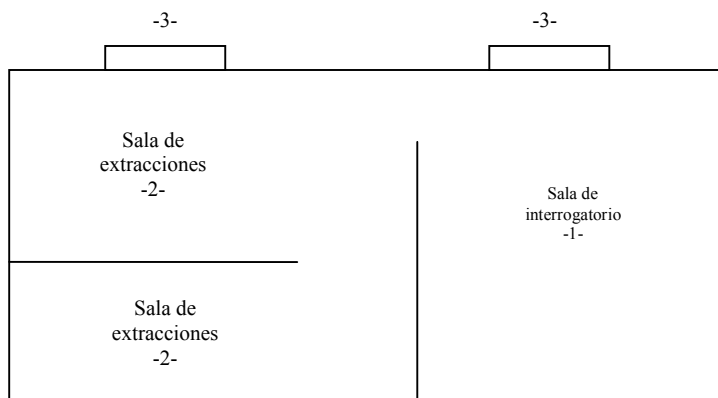 -3-
-3-
Sala de
extracciones
-2-
Sala de
interrogatorio
-1-
Sala de
extracciones
-2-